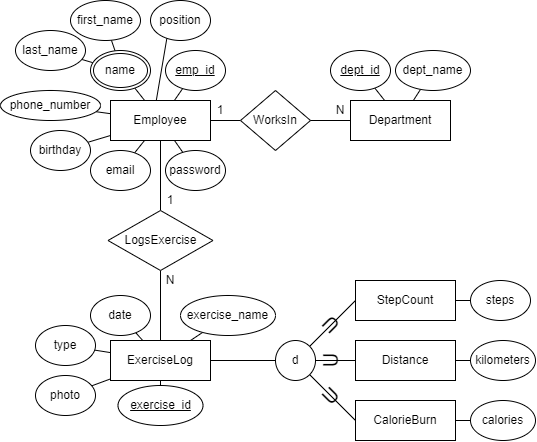 first_name
position
last_name
name
emp_id
dept_id
dept_name
phone_number
Employee
1
WorksIn
N
Department
birthday
email
password
1
LogsExercise
N
date
exercise_name
StepCount
steps
type
ExerciseLog
d
Distance
kilometers
photo
exercise_id
CalorieBurn
calories